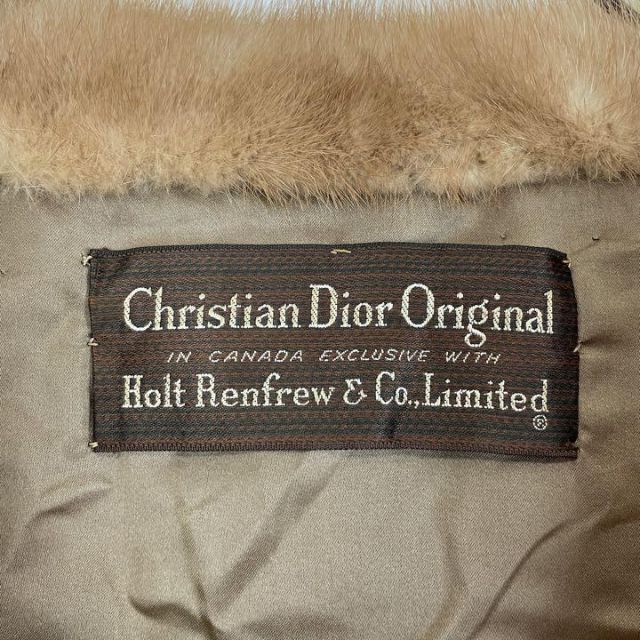 Christian Dior Original
IN CANADA EXCLUSIVE WITH
Holt Renfrew & Co., Limited
®